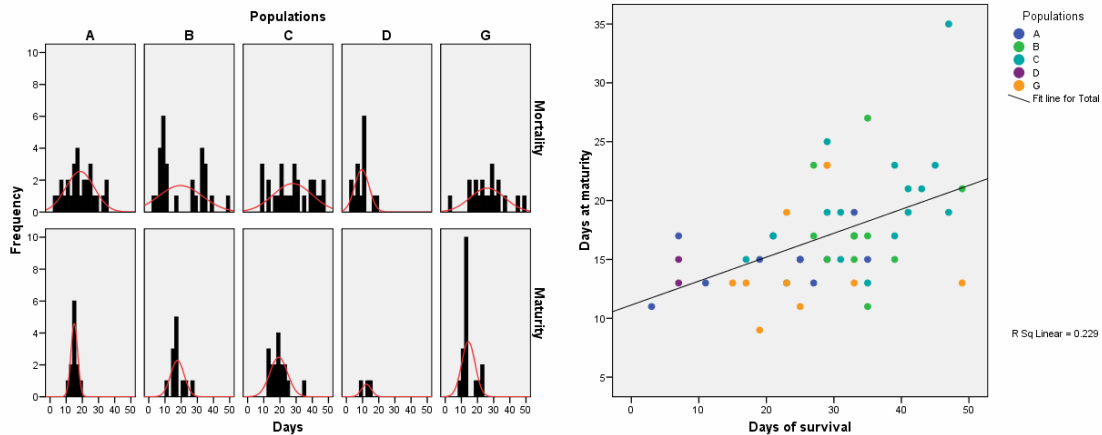 Populations
A B C D G
10
8
6
4
2
0
Mortality
Frequency
10
8
6
4
2
0
Maturity
0 10 20 30 40 50 0 10 20 30 40 50 0 10 20 30 40 50 0 10 20 30 40 50 0 10 20 30 40 50
Days
35
30
25
20
15
10
5
Days at maturity
0 10 20 30 40 50
Days of survival
Populations
A
B
C
D
G
Fit line for Total
R Sq Linear = 0.229